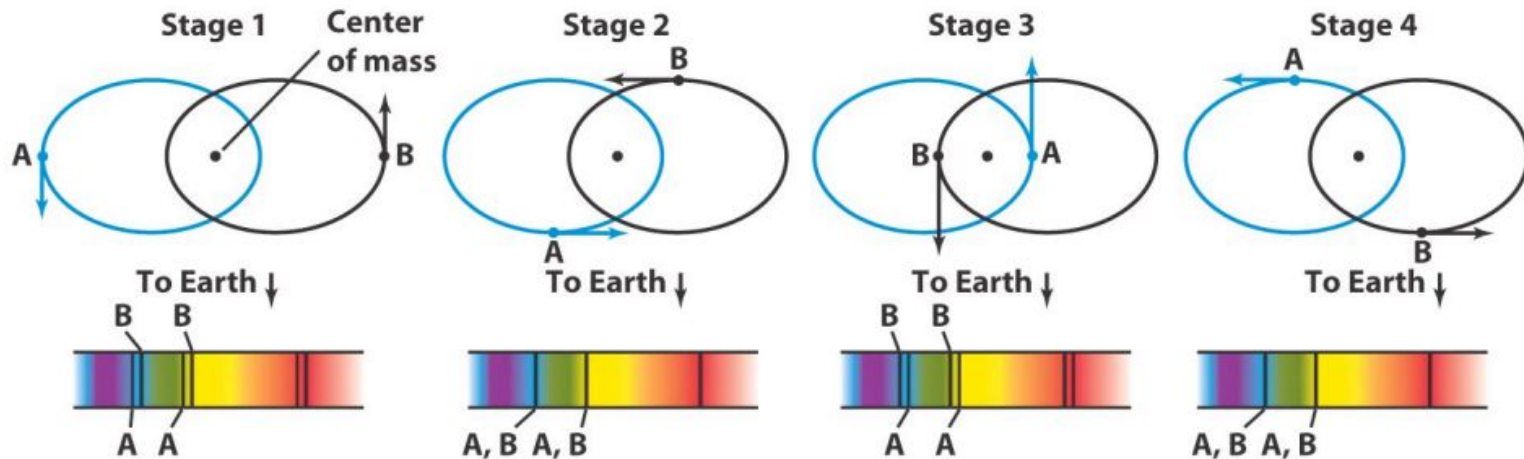 Stage 1
Center
of mass
A
B
To Earth
B B
A A
Stage 2
B
A
To Earth
A, B A, B
Stage 3
B
A
To Earth
B B
A A
Stage 4
A
B
To Earth
A, B A, B